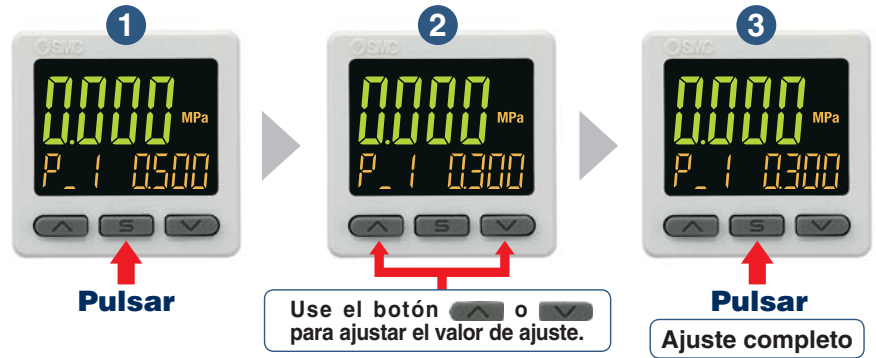 1
SMC
0.000 MPa
P_1 0.500
S
Pulsar
2
SMC
0.000 MPa
P_1 0.300
S
Use el botón o
para ajustar el valor de ajuste.
3
SMC
0.000 MPa
P_1 0.300
S
Pulsar
Ajuste completo